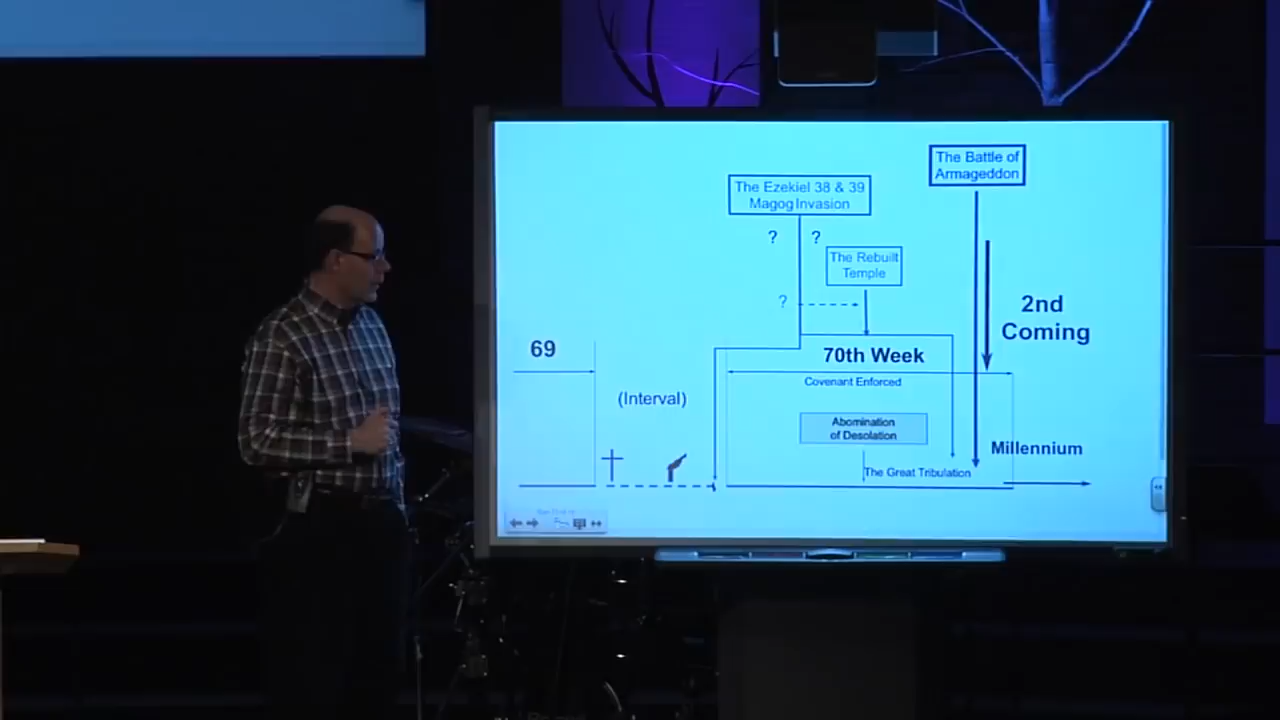 The Battle of
Armageddon
The Ezekiel 38 & 39
Magog Invasion
? ?
The Rebuilt
Temple
?
2nd
Coming
69
70th Week
Covenant Enforced
(Interval)
Abomination
of Desolation
Millennium
The Great Tribulation